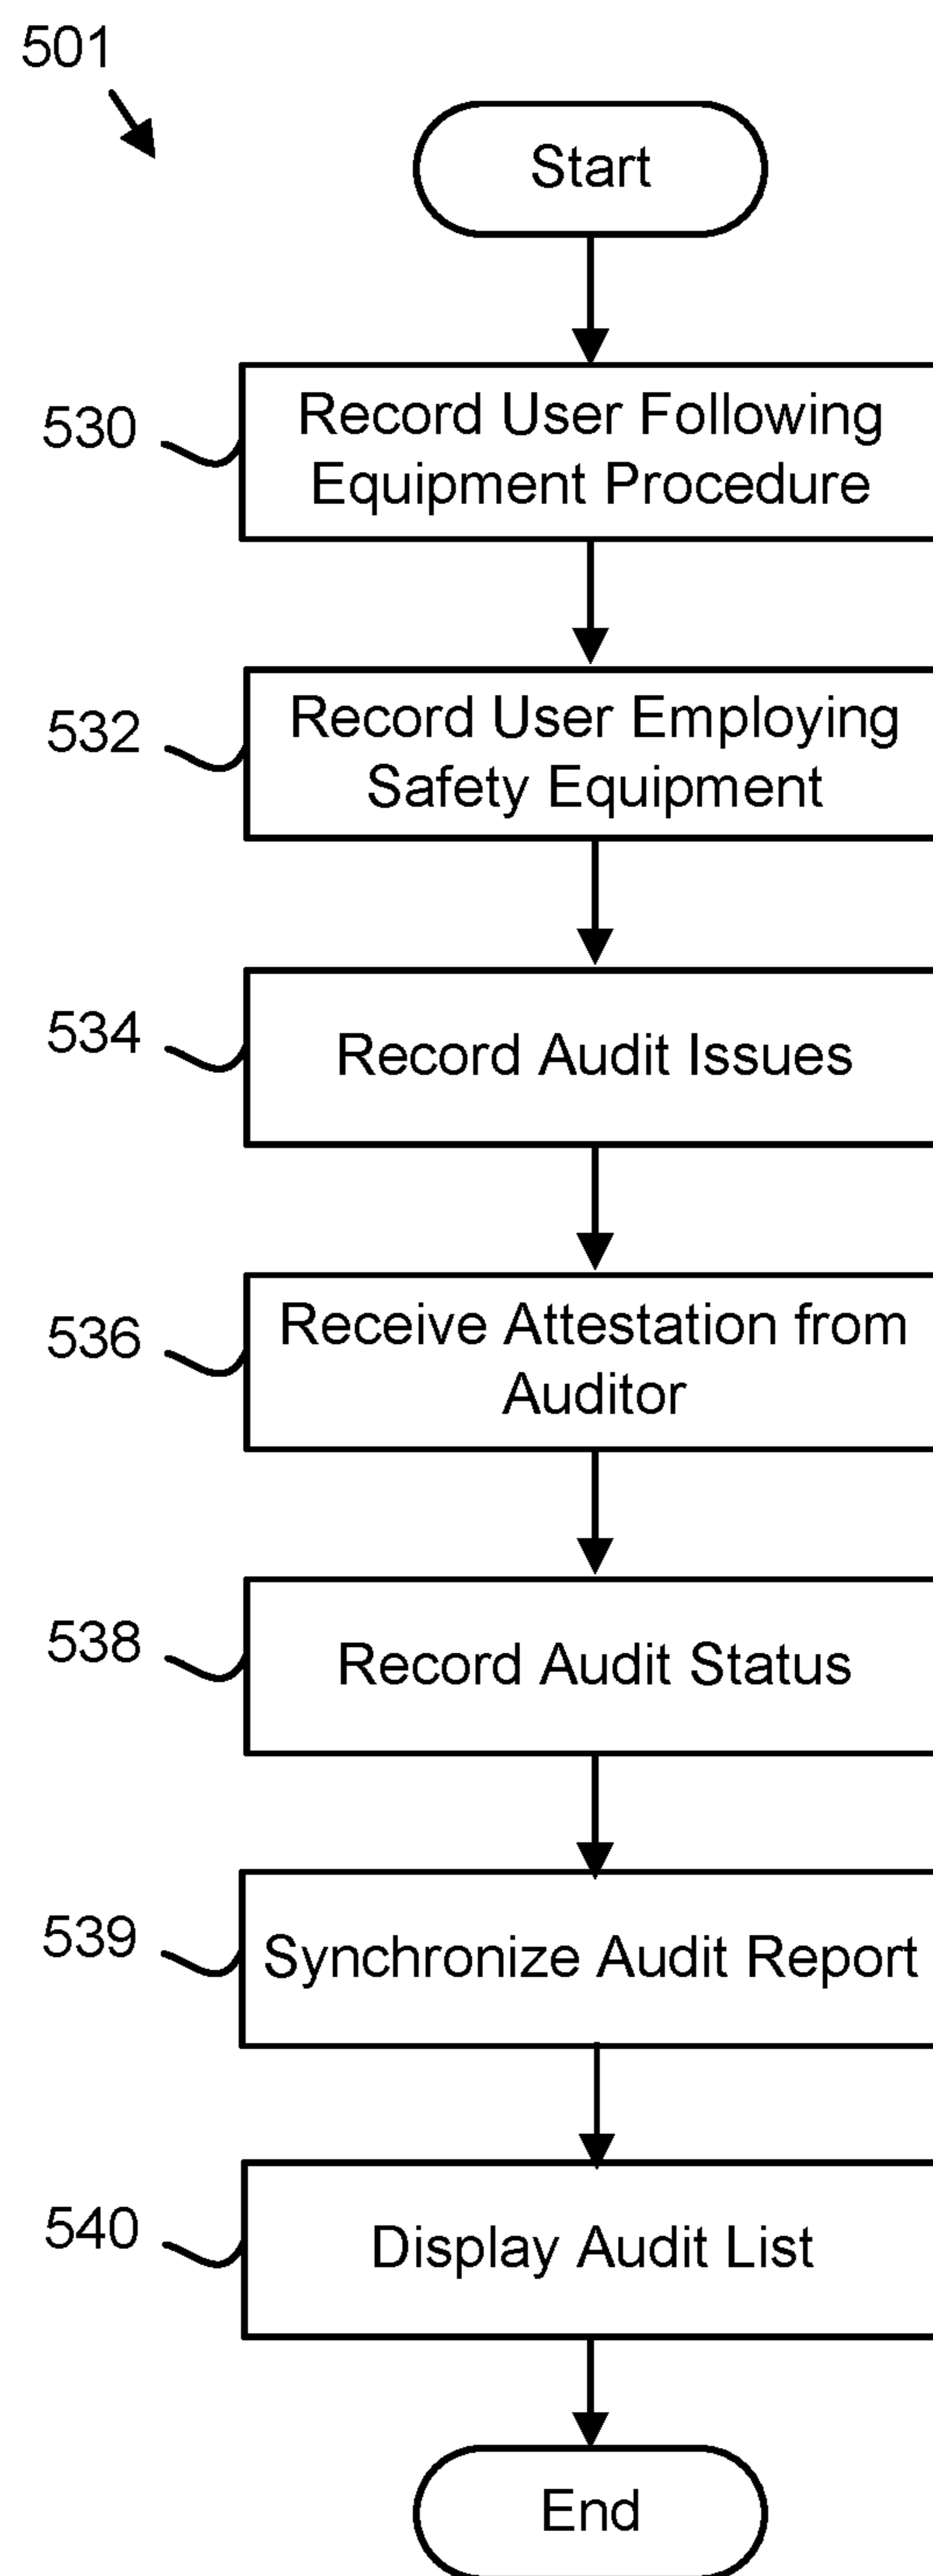 501
Start
530
Record User Following
Equipment Procedure
532
Record User Employing
Safety Equipment
534
Record Audit Issues
536
Receive Attestation from
Auditor
538
Record Audit Status
539
Synchronize Audit Report
540
Display Audit List
End